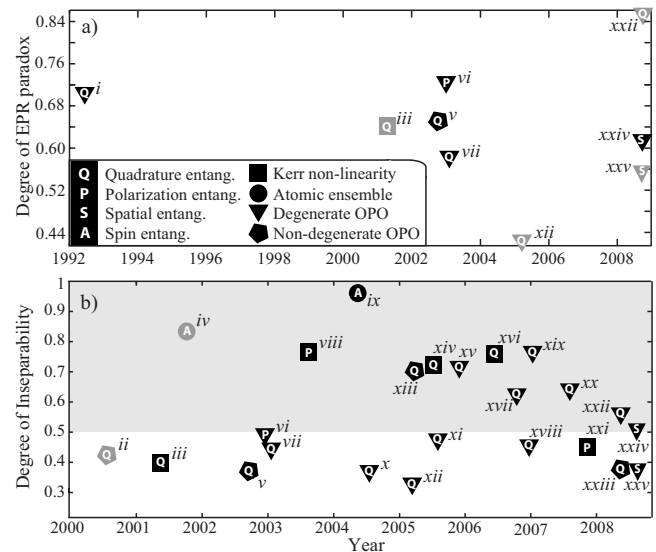 a)
Degree of EPR paradox
0.84
0.76
0.68
0.60
0.52
0.44
Q i
Q iii
P vi
Q v
Q vii
Q xii
Q xxii
S xxiv
S xxv
Q Quadrature entang.
P Polarization entang.
S Spatial entang.
A Spin entang.
Kerr non-linearity
Atomic ensemble
Degenerate OPO
Non-degenerate OPO
1992 1994 1996 1998 2000 2002 2004 2006 2008
b)
Degree of Inseparability
1
0.9
0.8
0.7
0.6
0.5
0.4
0.3
Q ii
Q iii
A iv
Q v
P vi
Q vii
P viii
A ix
Q x
Q xi
Q xii
Q xiii
Q xiv
Q xv
Q xvi
Q xvii
Q xviii
Q xix
Q xx
P xxi
Q xxii
Q xxiii
S xxiv
S xxv
2000 2001 2002 2003 2004 2005 2006 2007 2008
Year